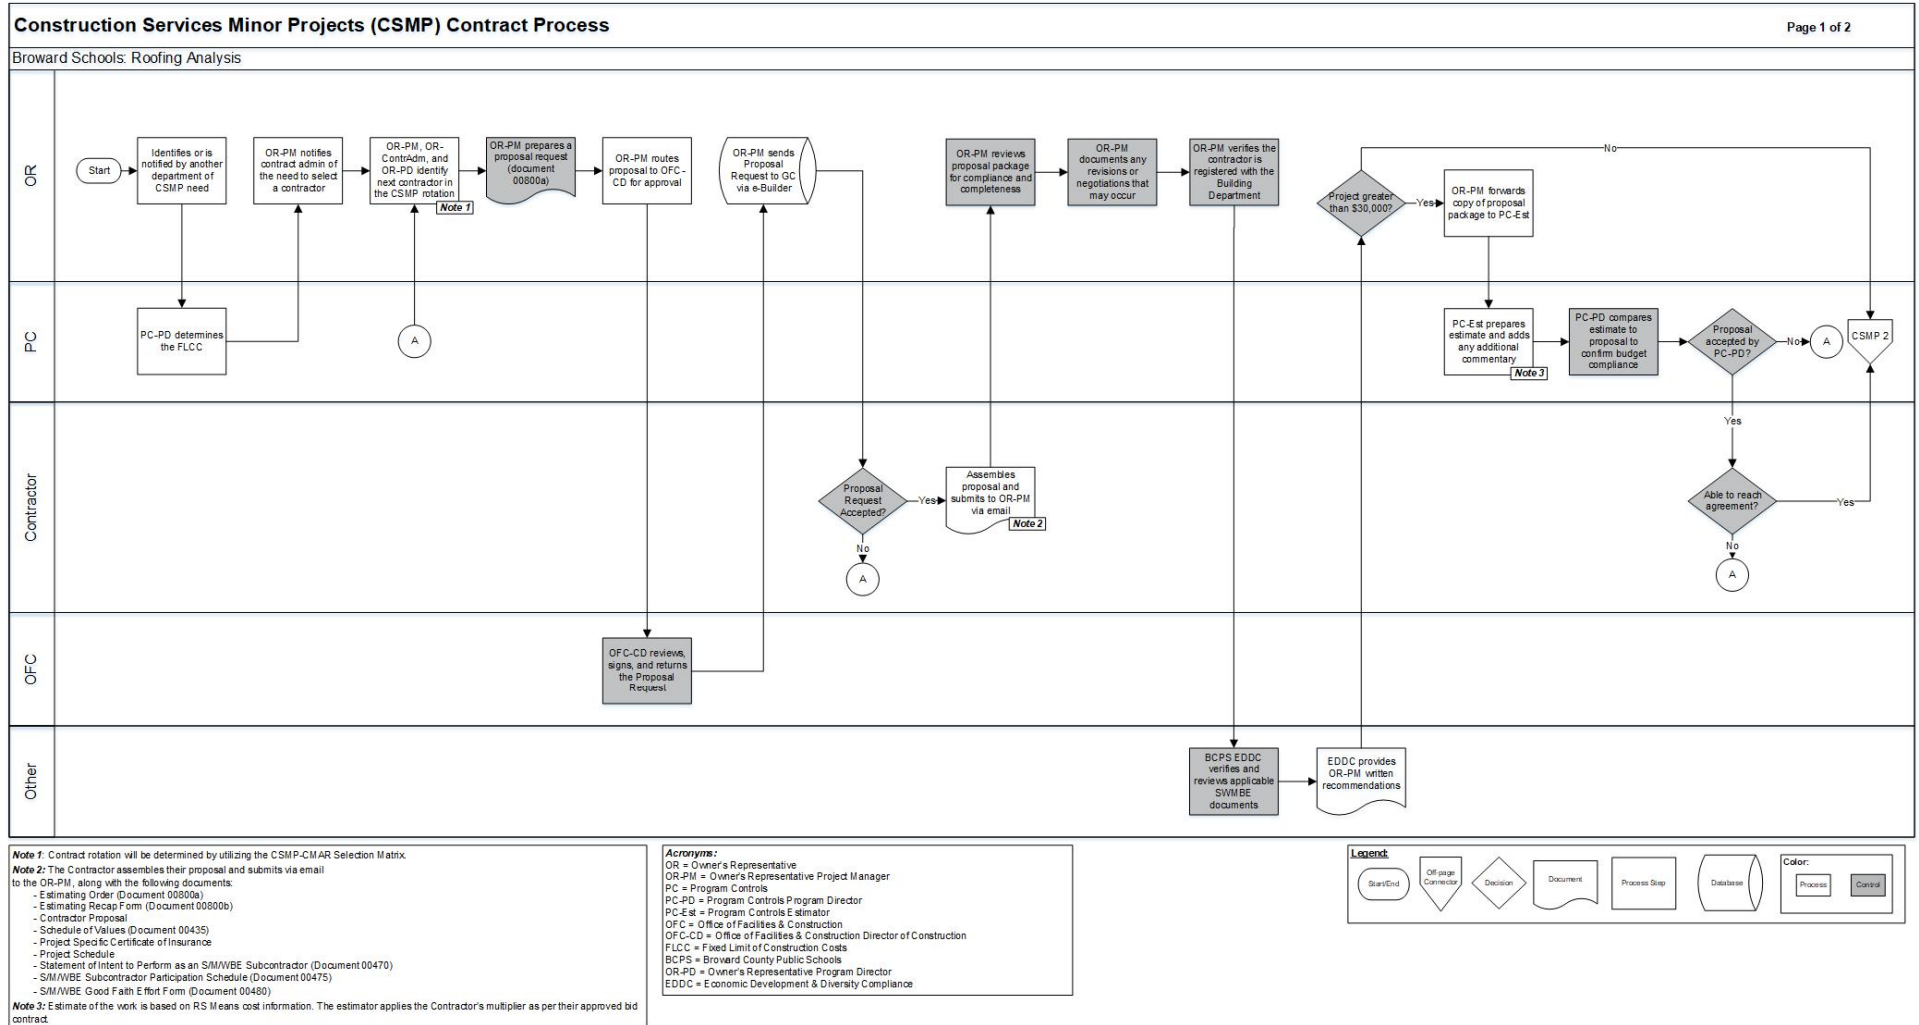 Construction Services Minor Projects (CSMP) Contract Process
Page 1 of 2
Broward Schools: Roofing Analysis
OR
Start
Identifies or is
notified by another
department of
CSMP need
OR-PM notifies
contract admin of
the need to select
a contractor
OR-PM, OR-
ContrAdm, and
OR-PD identify
next contractor in
the CSMP rotation
Note 1
OR-PM prepares a
proposal request
(document
00800a)
OR-PM routes
proposal to OFC-
CD for approval
OR-PM sends
Proposal
Request to GC
via e-Builder
OR-PM reviews
proposal package
for compliance and
completeness
OR-PM
documents any
revisions or
negotiations that
may occur
OR-PM verifies the
contractor is
registered with the
Building
Department
Project greater
than $30,000?
No
Yes
OR-PM forwards
copy of proposal
package to PC-Est
PC
PC-PD determines
the FLCC
A
PC-Est prepares
estimate and adds
any additional
commentary
Note 3
PC-PD compares
estimate to
proposal to
confirm budget
compliance
Proposal
accepted by
PC-PD?
No
A
CSMP 2
Yes
Contractor
Proposal
Request
Accepted?
Yes
No
A
Assembles
proposal and
submits to OR-PM
via email
Note 2
Able to reach
agreement?
Yes
No
A
OFC
OFC-CD reviews,
signs, and returns
the Proposal
Request
Other
BCPS EDDC
verifies and
reviews applicable
SWMBE
documents
EDDC provides
OR-PM written
recommendations
Note 1: Contract rotation will be determined by utilizing the CSMP-CMAR Selection Matrix.
Note 2: The Contractor assembles their proposal and submits via email
to the OR-PM, along with the following documents:
- Estimating Order (Document 00800a)
- Estimating Recap Form (Document 00800b)
- Contractor Proposal
- Schedule of Values (Document 00435)
- Project Specific Certificate of Insurance
- Project Schedule
- Statement of Intent to Perform as an S/M/WBE Subcontractor (Document 00470)
- S/M/WBE Subcontractor Participation Schedule (Document 00475)
- S/M/WBE Good Faith Effort Form (Document 00480)
Note 3: Estimate of the work is based on RS Means cost information. The estimator applies the Contractor's multiplier as per their approved bid
contract.
Acronyms:
OR = Owner's Representative
OR-PM = Owner's Representative Project Manager
PC = Program Controls
PC-PD = Program Controls Program Director
PC-Est = Program Controls Estimator
OFC = Office of Facilities & Construction
OFC-CD = Office of Facilities & Construction Director of Construction
FLCC = Fixed Limit of Construction Costs
BCPS = Broward County Public Schools
OR-PD = Owner's Representative Program Director
EDDC = Economic Development & Diversity Compliance
Legend:
Start/End
Off-page
Connector
Decision
Document
Process Step
Database
Color:
Process
Control